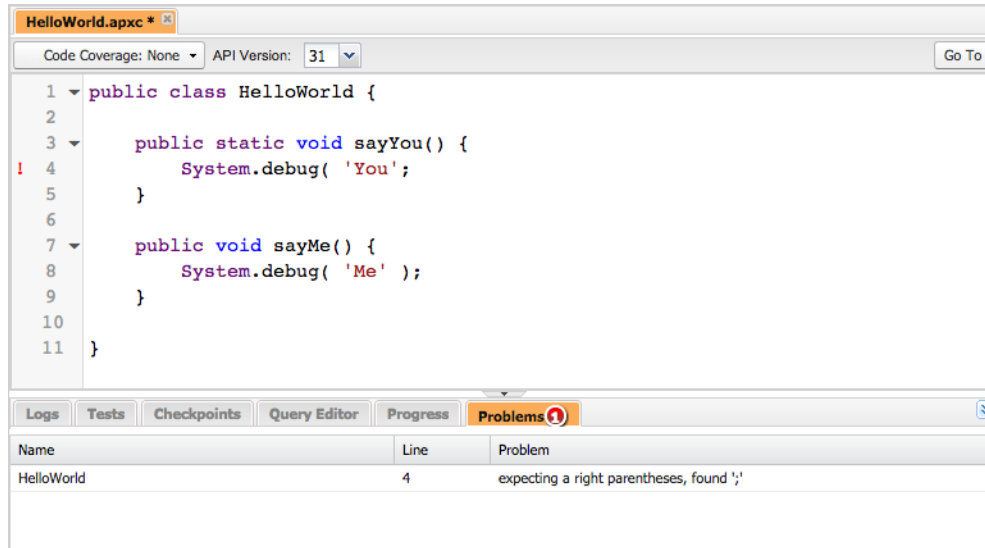 HelloWorld.apxc *
Code Coverage: None API Version: 31 Go To
1 public class HelloWorld {
2
3 public static void sayYou() {
! 4 System.debug( 'You';
5 }
6
7 public void sayMe() {
8 System.debug( 'Me' );
9 }
10
11 }
Logs Tests Checkpoints Query Editor Progress Problems 1
Name Line Problem
HelloWorld 4 expecting a right parentheses, found ';'